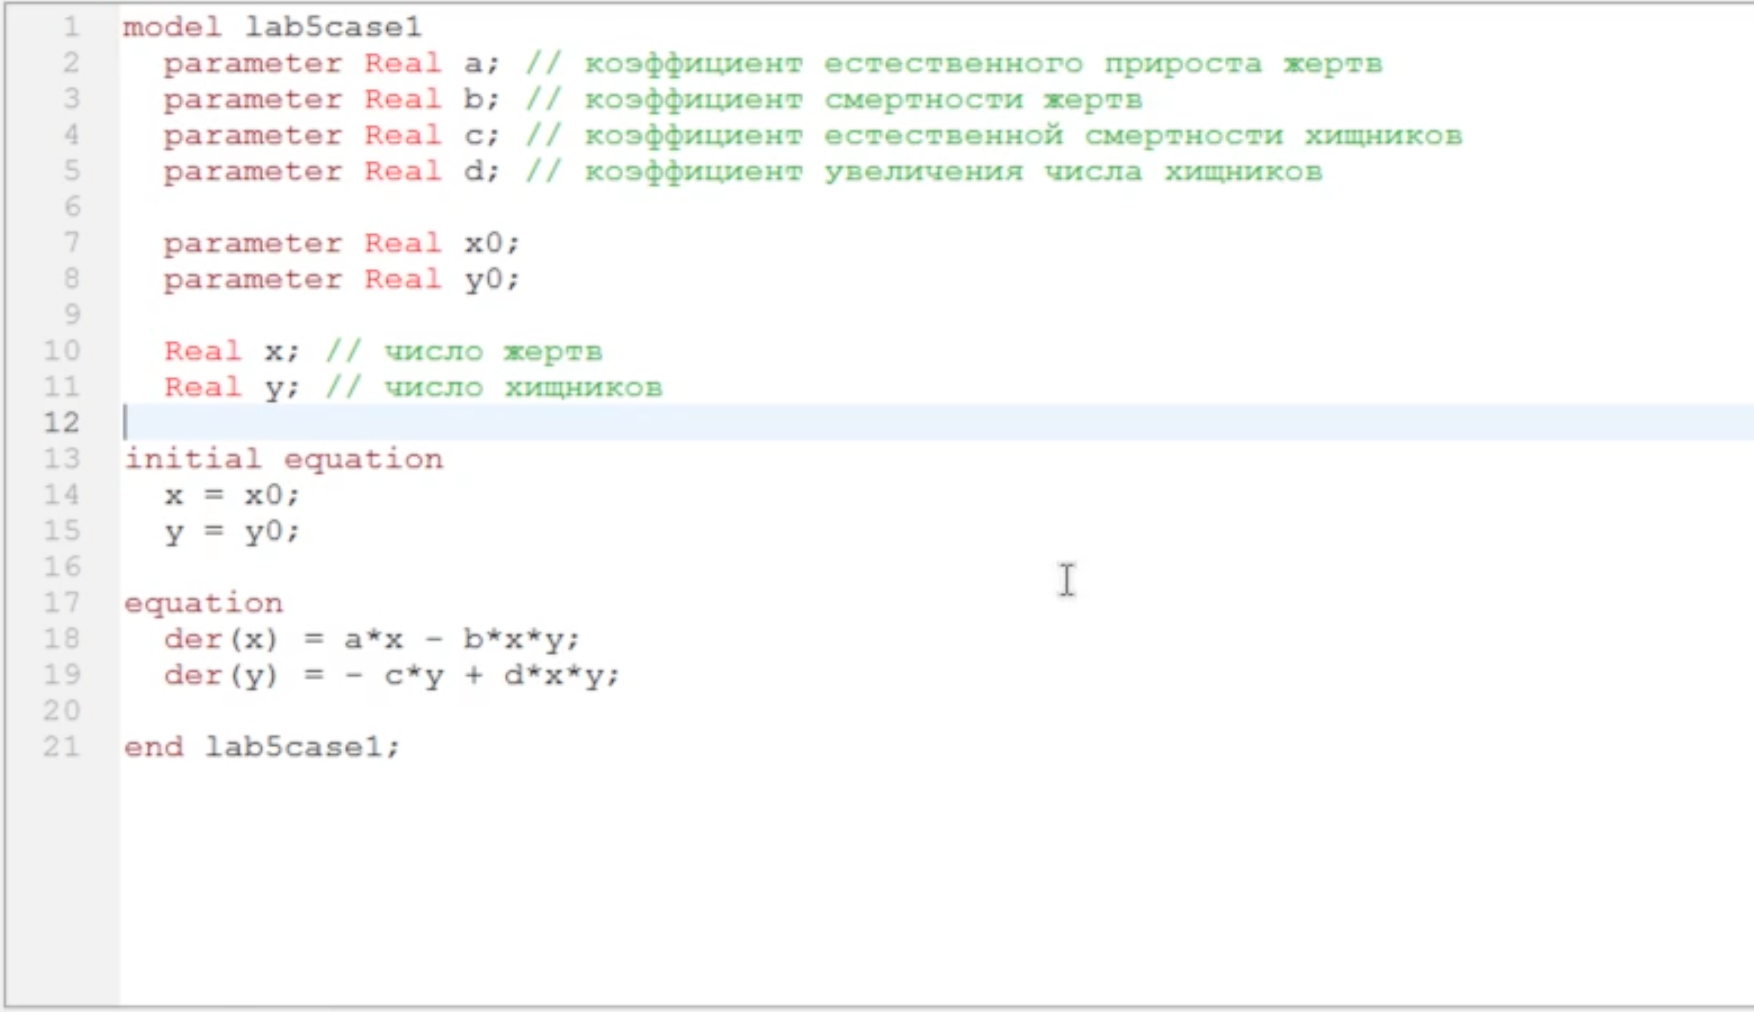 1 model lab5case1
2 parameter Real a; // коэффициент естественного прироста жертв
3 parameter Real b; // коэффициент смертности жертв
4 parameter Real c; // коэффициент естественной смертности хищников
5 parameter Real d; // коэффициент увеличения числа хищников
6
7 parameter Real x0;
8 parameter Real y0;
9
10 Real x; // число жертв
11 Real y; // число хищников
12
13 initial equation
14 x = x0;
15 y = y0;
16
17 equation
18 der(x) = a*x - b*x*y;
19 der(y) = - c*y + d*x*y;
20
21 end lab5case1;